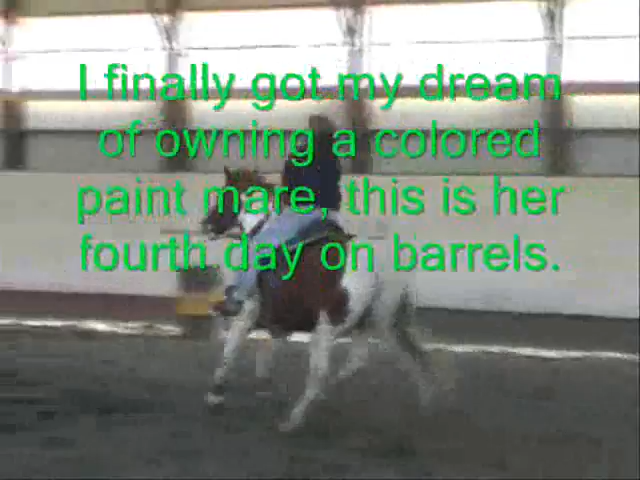 I finally got my dream
of owning a colored
paint mare, this is her
fourth day on barrels.